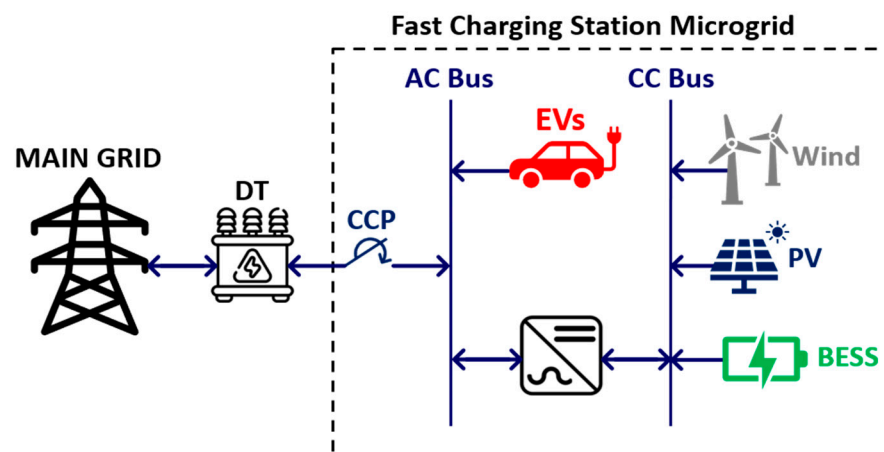 Fast Charging Station Microgrid
AC Bus
CC Bus
EVs
Wind
MAIN GRID
DT
CCP
PV
BESS